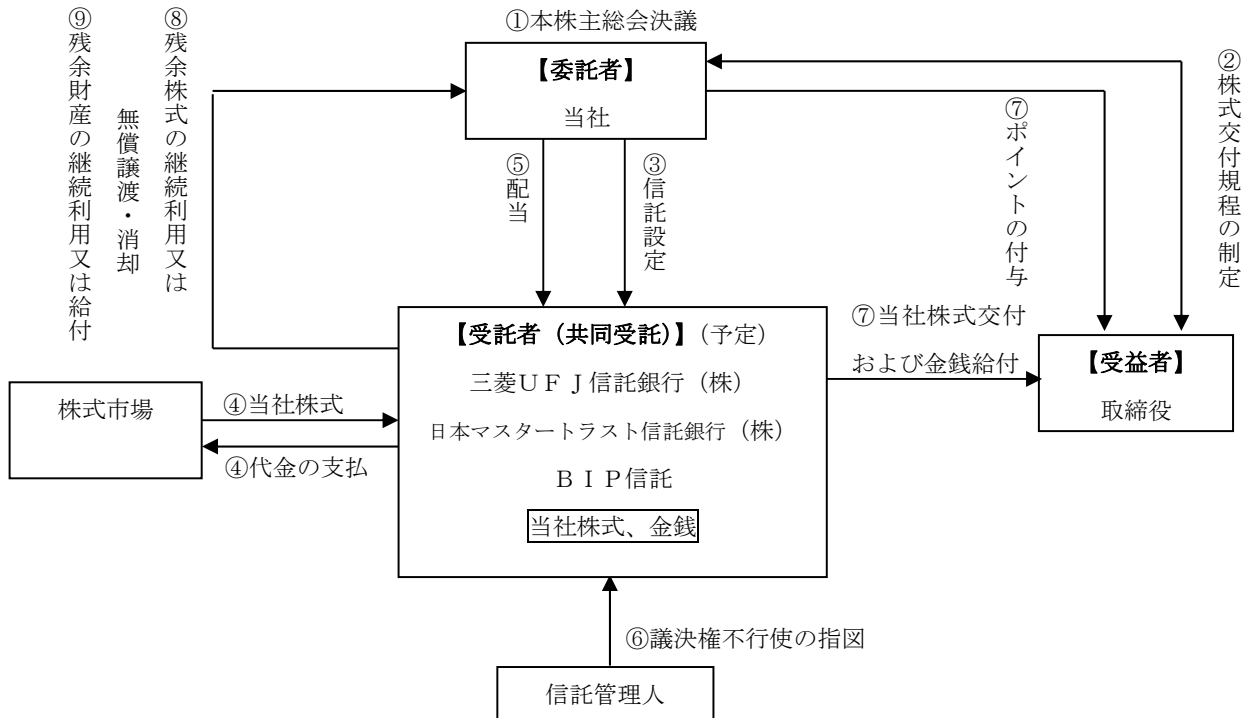 ①本株主総会決議
【委託者】
当社
⑨残余財産の継続利用又は給付
⑧残余株式の継続利用又は
無償譲渡・消却
⑤配当
③信託設定
⑦ポイントの付与
②株式交付規程の制定
【受託者（共同受託）】（予定）
三菱ＵＦＪ信託銀行（株）
日本マスタートラスト信託銀行（株）
ＢＩＰ信託
当社株式、金銭
⑦当社株式交付
および金銭給付
【受益者】
取締役
株式市場
④当社株式
④代金の支払
⑥議決権不行使の指図
信託管理人